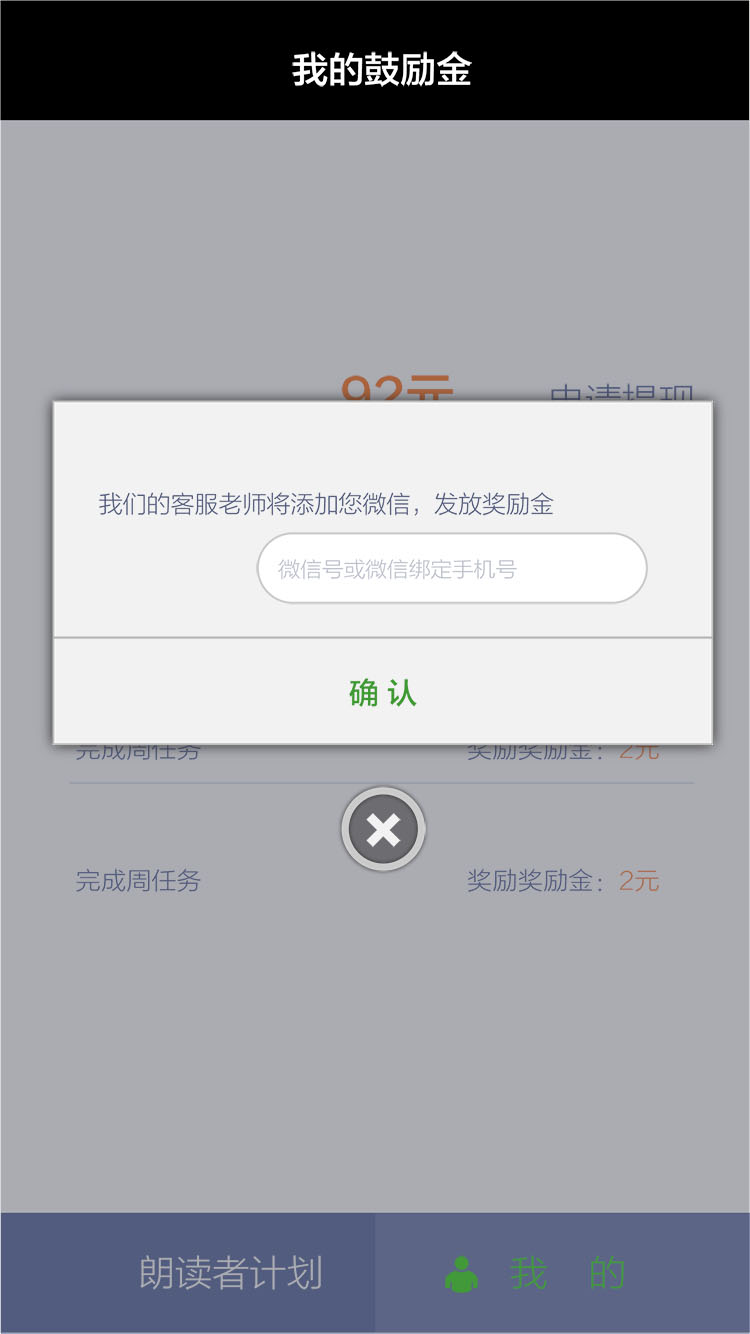 我的鼓励金
92元 申请提现
我们的客服老师将添加您微信，发放奖励金
微信号或微信绑定手机号
确认
完成周任务 奖励奖励金：2元
完成周任务 奖励奖励金：2元
朗读者计划 我 的